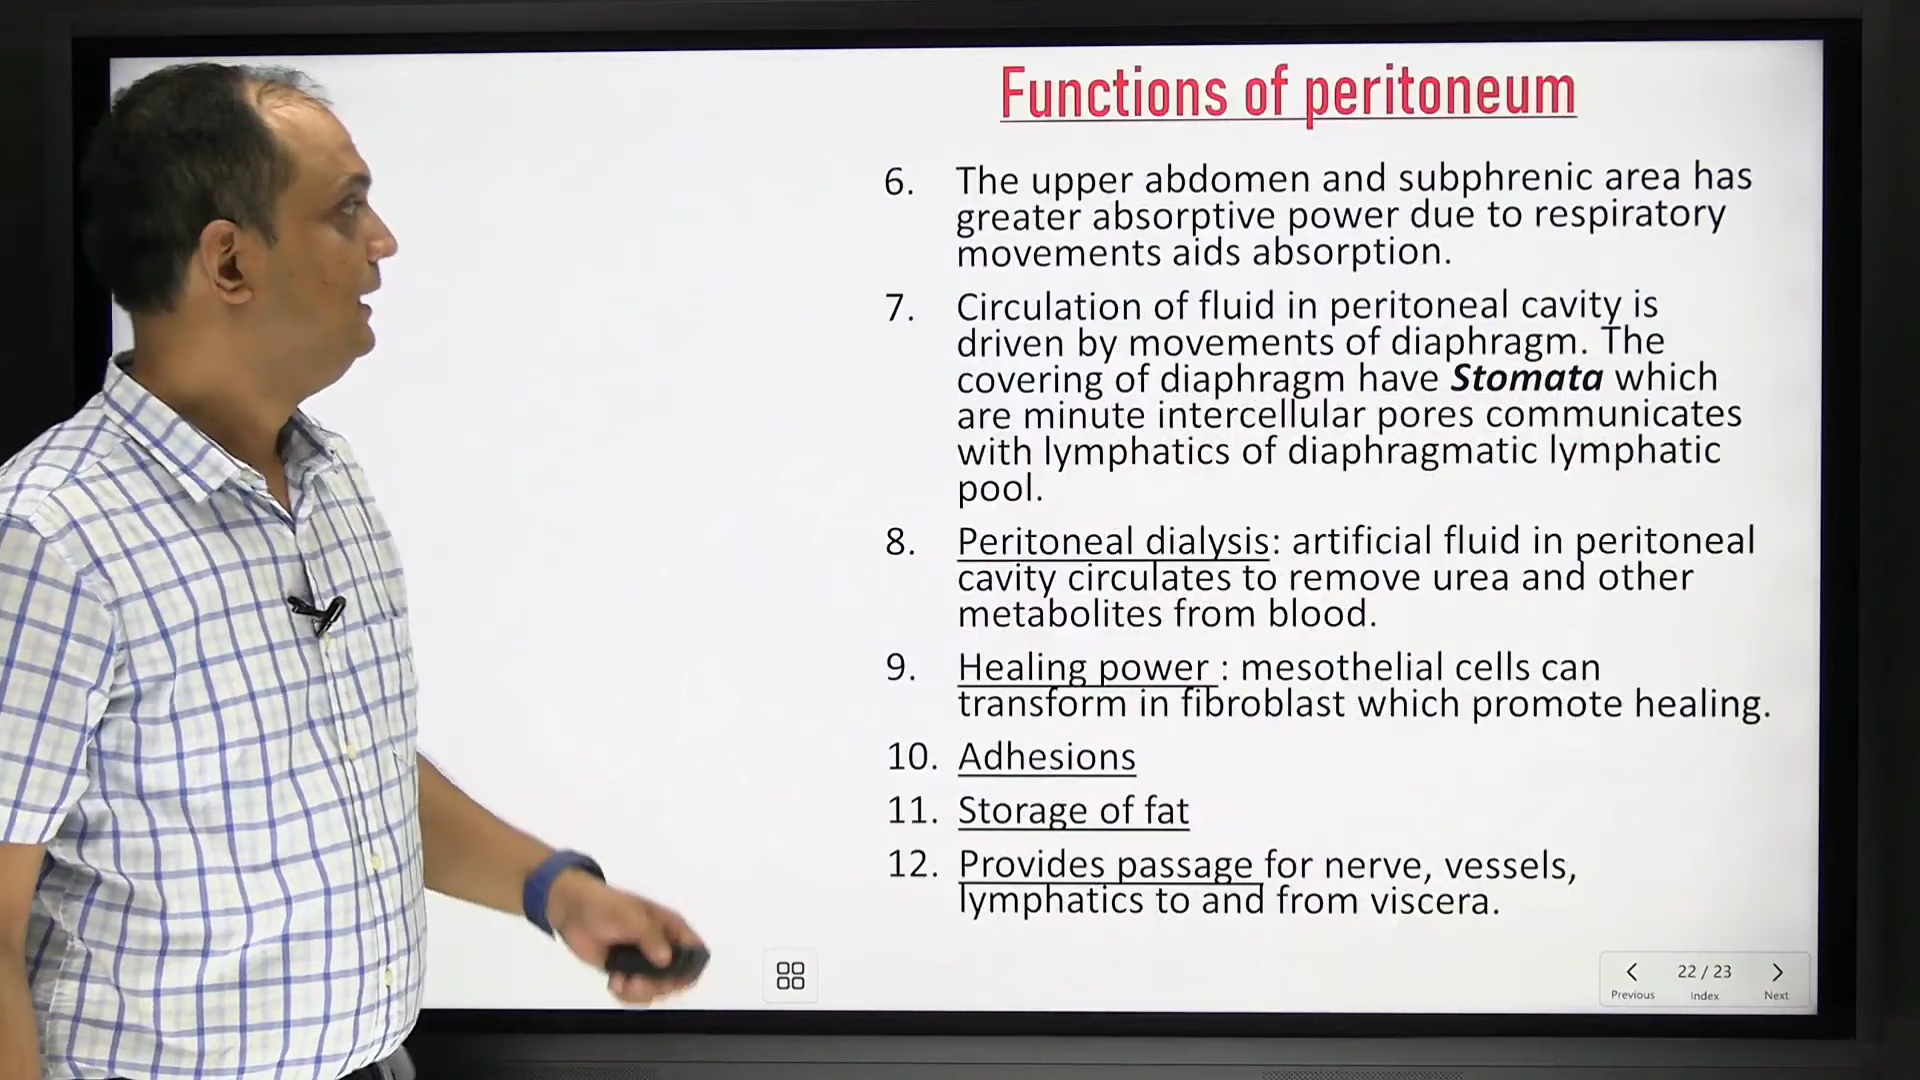 Functions of peritoneum
6. The upper abdomen and subphrenic area has
greater absorptive power due to respiratory
movements aids absorption.
7. Circulation of fluid in peritoneal cavity is
driven by movements of diaphragm. The
covering of diaphragm have Stomata which
are minute intercellular pores communicates
with lymphatics of diaphragmatic lymphatic
pool.
8. Peritoneal dialysis: artificial fluid in peritoneal
cavity circulates to remove urea and other
metabolites from blood.
9. Healing power : mesothelial cells can
transform in fibroblast which promote healing.
10. Adhesions
11. Storage of fat
12. Provides passage for nerve, vessels,
lymphatics to and from viscera.
22 / 23
Previous Index Next